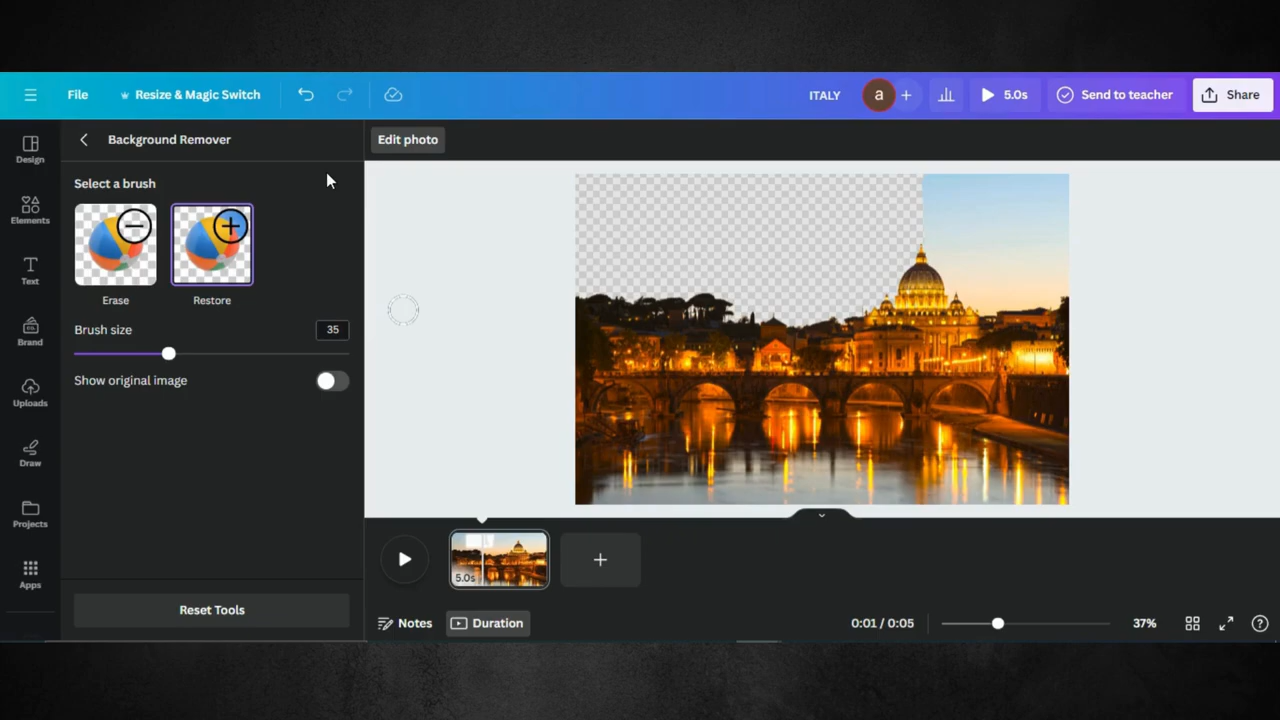 File
Resize & Magic Switch
ITALY
a
+
5.0s
Send to teacher
Share
Design
Elements
Text
Brand
Uploads
Draw
Projects
Apps
Background Remover
Edit photo
Select a brush
Erase
Restore
Brush size
35
Show original image
Reset Tools
5.0s
+
Notes
Duration
0:01 / 0:05
37%
?